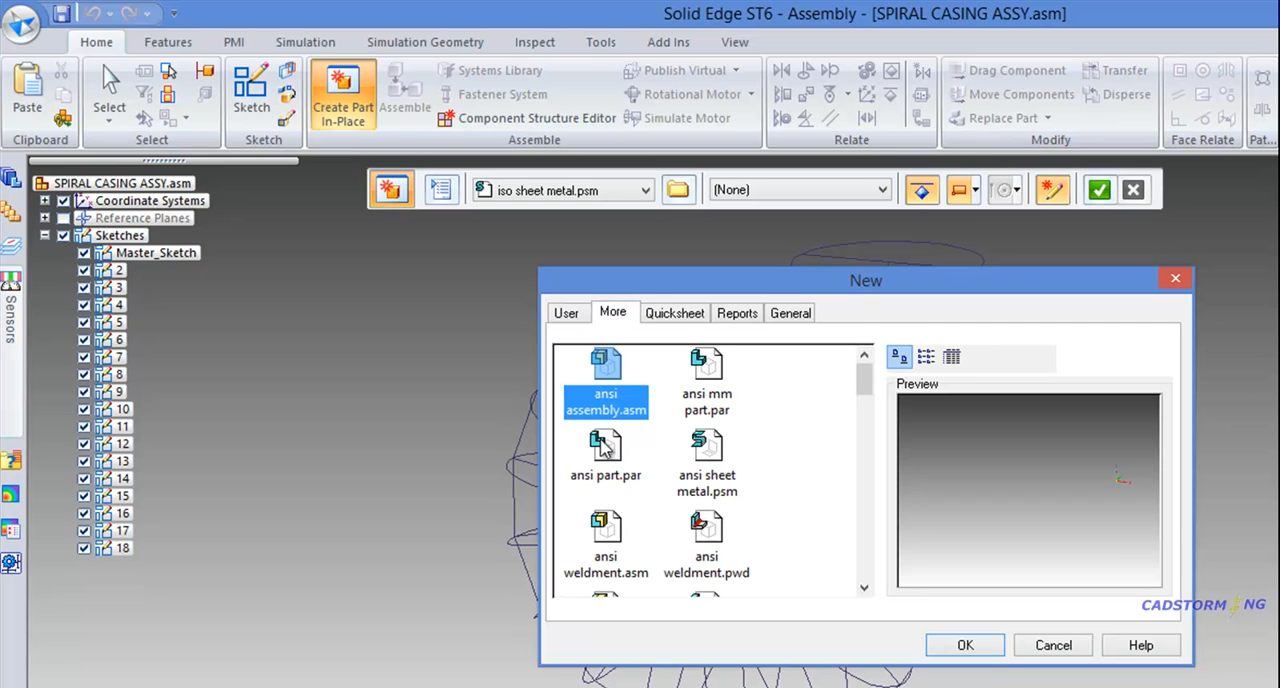 Solid Edge ST6 - Assembly - [SPIRAL CASING ASSY.asm]
Home Features PMI Simulation Simulation Geometry Inspect Tools Add Ins View
Paste
Clipboard
Select
Select
Sketch
Sketch
Create Part
In-Place
Assemble
Systems Library
Fastener System
Component Structure Editor
Publish Virtual
Rotational Motor
Simulate Motor
Assemble
Relate
Drag Component
Move Components
Replace Part
Transfer
Disperse
Modify
Face Relate
Pat...
SPIRAL CASING ASSY.asm
Coordinate Systems
Reference Planes
Sketches
Master_Sketch
2
3
4
5
6
7
8
9
10
11
12
13
14
15
16
17
18
Sensors
iso sheet metal.psm
(None)
New
User More Quicksheet Reports General
ansi
assembly.asm
ansi mm
part.par
ansi part.par
ansi sheet
metal.psm
ansi
weldment.asm
ansi
weldment.pwd
Preview
OK Cancel Help
CADSTORMING